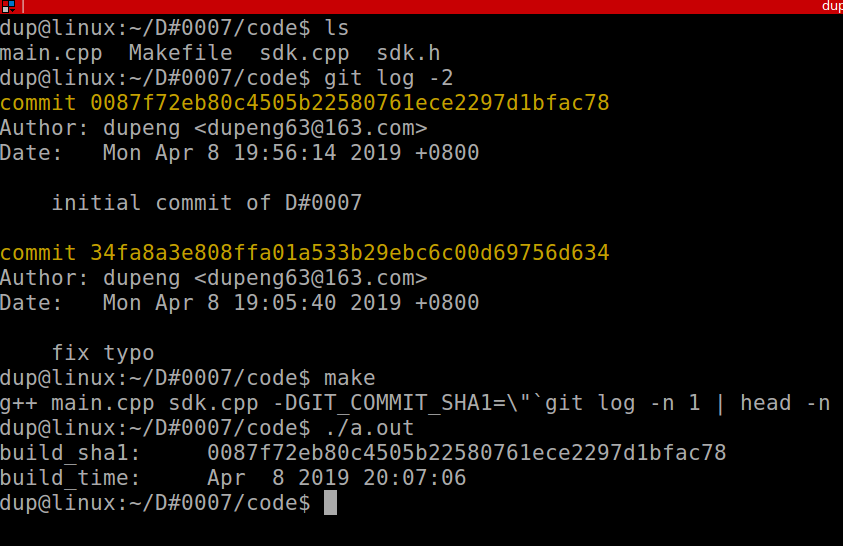 dup
dup@linux:~/D#0007/code$ ls
main.cpp  Makefile  sdk.cpp  sdk.h
dup@linux:~/D#0007/code$ git log -2
commit 0087f72eb80c4505b22580761ece2297d1bfac78
Author: dupeng <dupeng63@163.com>
Date:   Mon Apr 8 19:56:14 2019 +0800
    initial commit of D#0007
commit 34fa8a3e808ffa01a533b29ebc6c00d69756d634
Author: dupeng <dupeng63@163.com>
Date:   Mon Apr 8 19:05:40 2019 +0800
    fix typo
dup@linux:~/D#0007/code$ make
g++ main.cpp sdk.cpp -DGIT_COMMIT_SHA1=\"`git log -n 1 | head -n
dup@linux:~/D#0007/code$ ./a.out
build_sha1:     0087f72eb80c4505b22580761ece2297d1bfac78
build_time:     Apr  8 2019 20:07:06
dup@linux:~/D#0007/code$